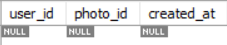 user_id photo_id created_at
NULL NULL NULL